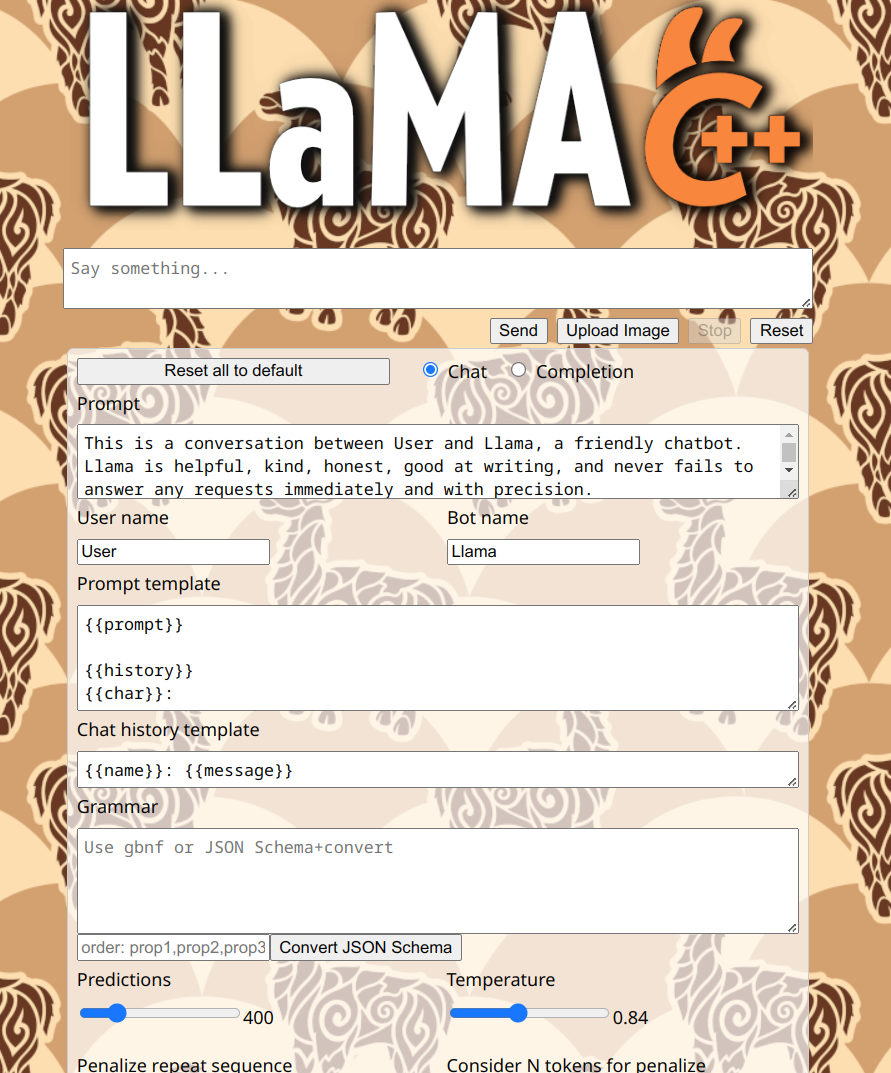 LLaMA C++
Say something...
Send Upload Image Stop Reset
Reset all to default Chat Completion
Prompt
This is a conversation between User and Llama, a friendly chatbot.
Llama is helpful, kind, honest, good at writing, and never fails to
answer any requests immediately and with precision.
User name Bot name
User Llama
Prompt template
{{prompt}}
{{history}}
{{char}}:
Chat history template
{{name}}: {{message}}
Grammar
Use gbnf or JSON Schema+convert
order: prop1,prop2,prop3 Convert JSON Schema
Predictions Temperature
400 0.84
Penalize repeat sequence Consider N tokens for penalize